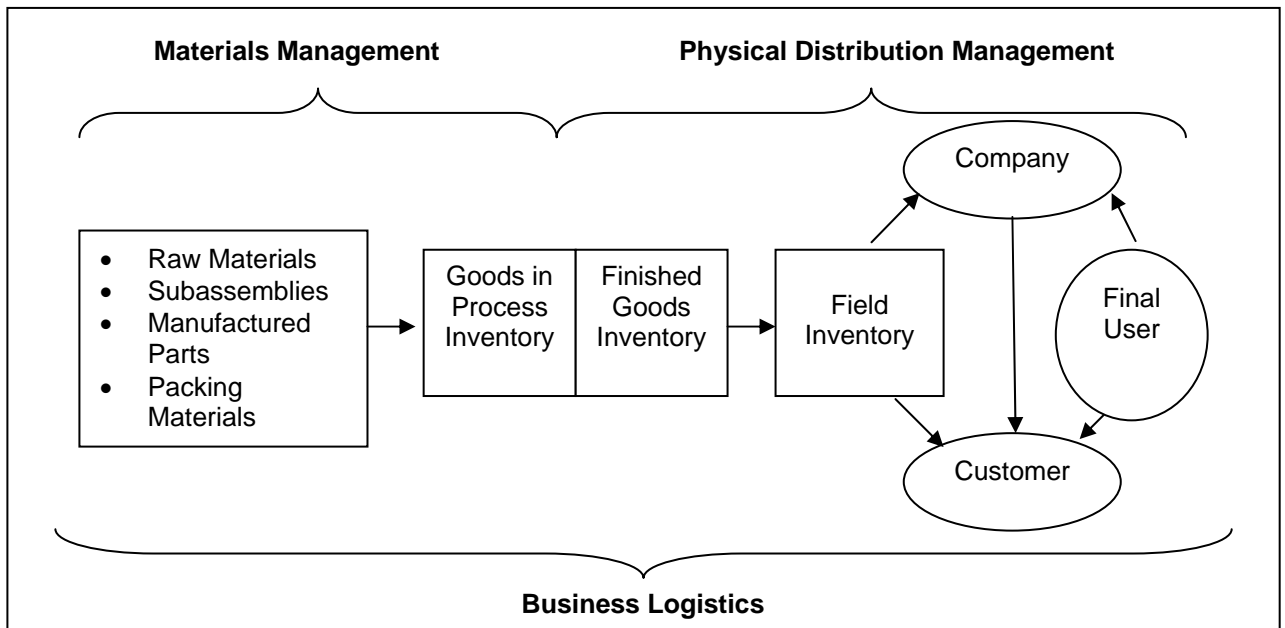 Materials Management
Physical Distribution Management
• Raw Materials
• Subassemblies
• Manufactured
Parts
• Packing
Materials
Goods in
Process
Inventory
Finished
Goods
Inventory
Field
Inventory
Company
Final
User
Customer
Business Logistics